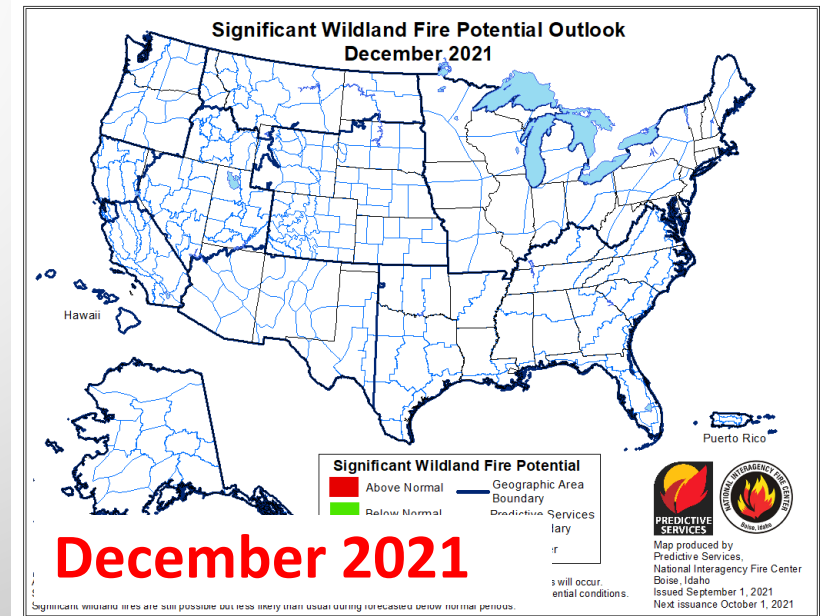 Significant Wildland Fire Potential Outlook
December 2021
Hawaii
Puerto Rico
Significant Wildland Fire Potential
Above Normal
Geographic Area
Boundary
Below Normal
Predictive Services
PREDICTIVE
SERVICES
NATIONAL INTERAGENCY FIRE CENTER
Boise, Idaho
December 2021
Map produced by
Predictive Services,
National Interagency Fire Center
Boise, Idaho
Issued September 1, 2021
Next issuance October 1, 2021
s will occur.
ential conditions.
Significant wildland fires are still possible but less likely than usual during forecasted below normal periods.